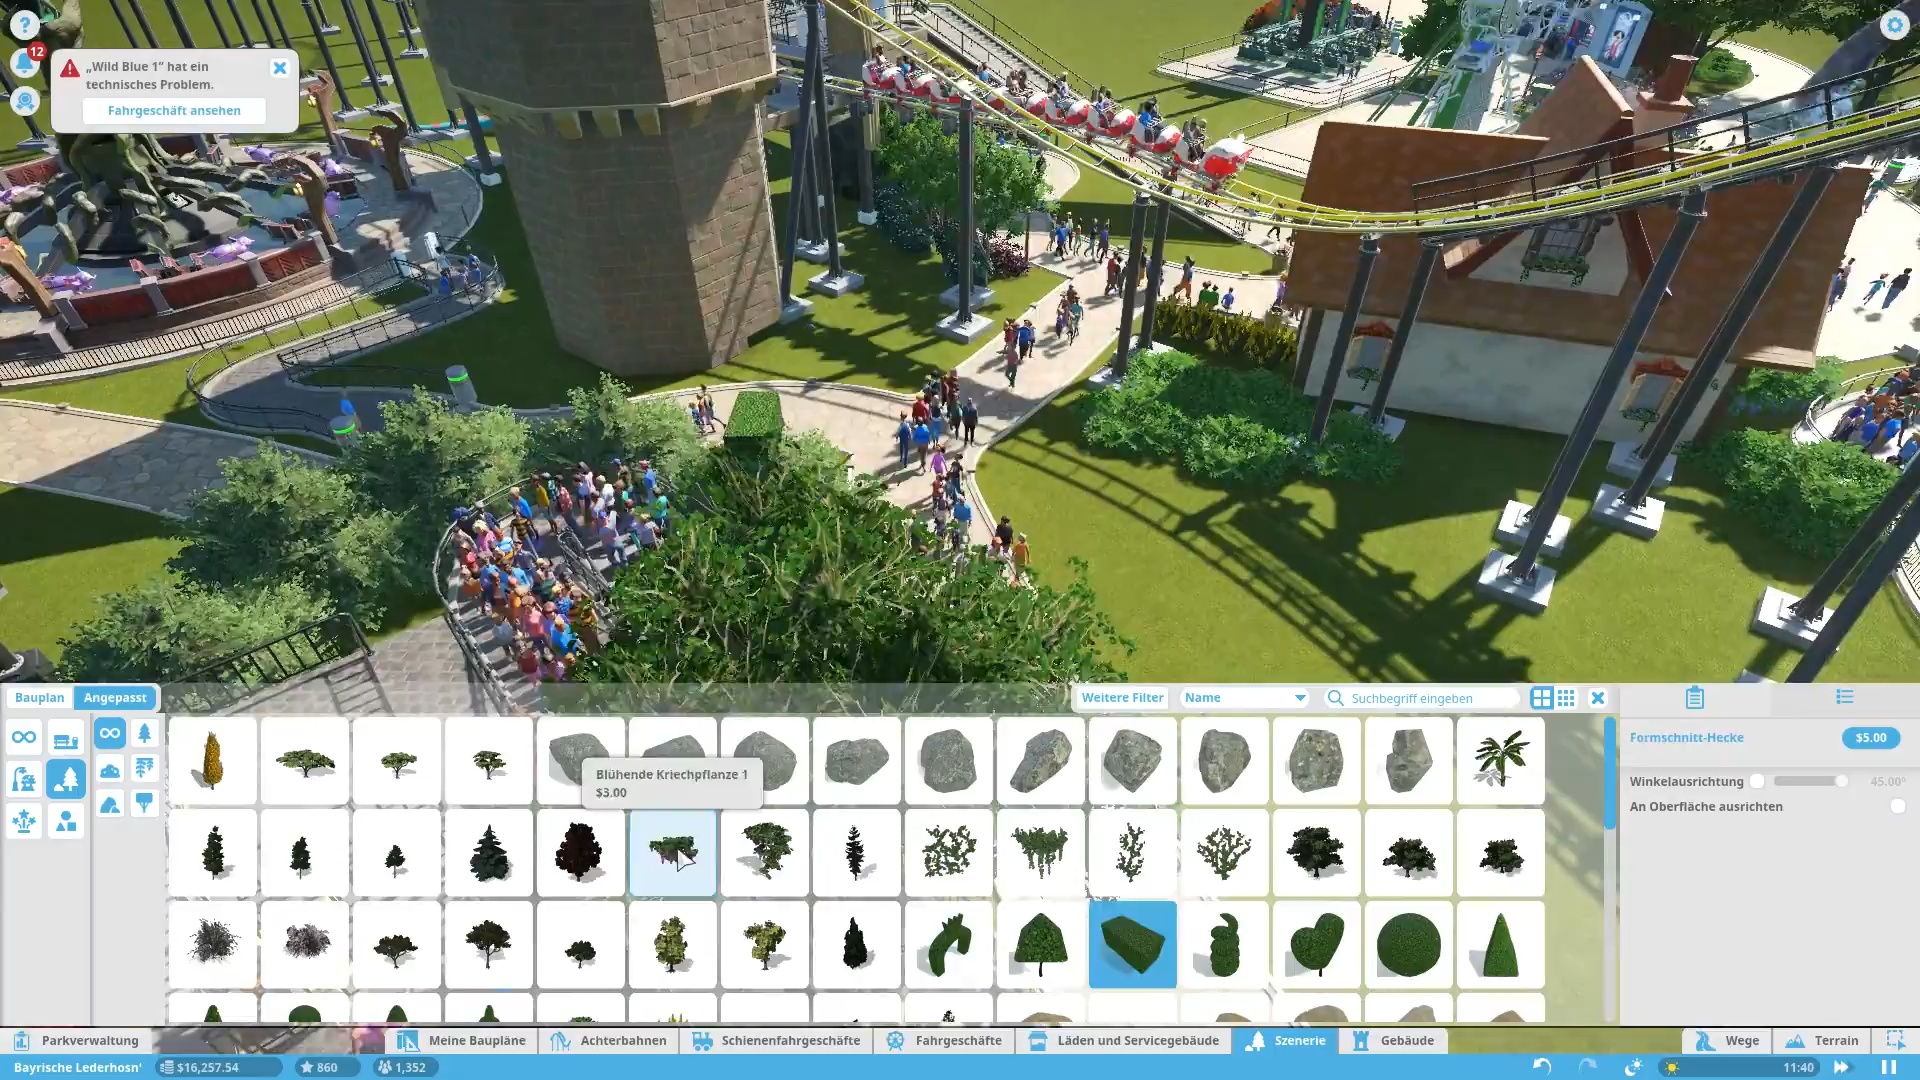 ?
12
„Wild Blue 1“ hat ein
technisches Problem.
Fahrgeschäft ansehen
Bauplan
Angepasst
Weitere Filter
Name
Suchbegriff eingeben
Blühende Kriechpflanze 1
$3.00
Formschnitt-Hecke
$5.00
Winkelausrichtung
45.00°
An Oberfläche ausrichten
Parkverwaltung
Meine Baupläne
Achterbahnen
Schienenfahrgeschäfte
Fahrgeschäfte
Läden und Servicegebäude
Szenerie
Gebäude
Wege
Terrain
Bayrische Lederhosn'
$16,257.54
860
1,352
11:40